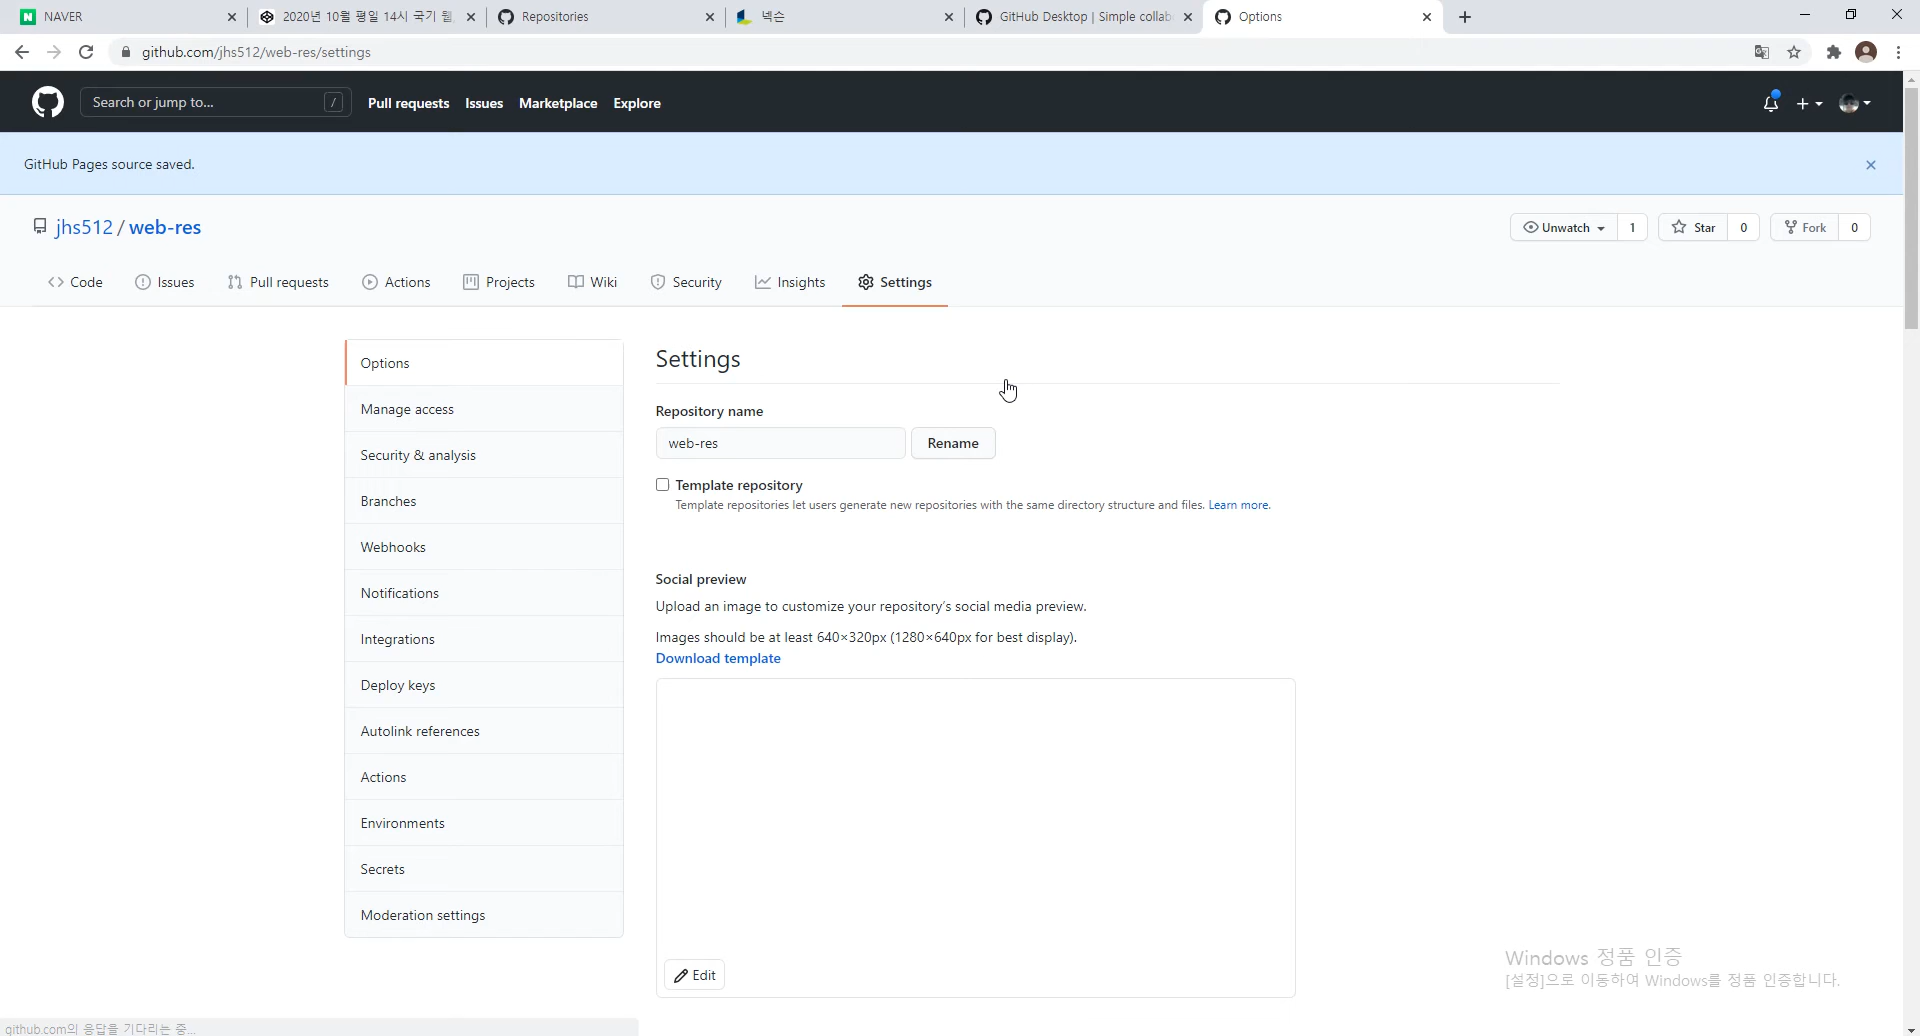 NAVER
2020년 10월 평일 14시 국기 웹
Repositories
넥슨
GitHub Desktop | Simple collab
Options
github.com/jhs512/web-res/settings
Search or jump to... /
Pull requests Issues Marketplace Explore
GitHub Pages source saved.
jhs512 / web-res
Unwatch 1 Star 0 Fork 0
Code Issues Pull requests Actions Projects Wiki Security Insights Settings
Options
Manage access
Security & analysis
Branches
Webhooks
Notifications
Integrations
Deploy keys
Autolink references
Actions
Environments
Secrets
Moderation settings
Settings
Repository name
web-res Rename
Template repository
Template repositories let users generate new repositories with the same directory structure and files. Learn more.
Social preview
Upload an image to customize your repository's social media preview.
Images should be at least 640×320px (1280×640px for best display).
Download template
Edit
Windows 정품 인증
[설정]으로 이동하여 Windows를 정품 인증합니다.
github.com의 응답을 기다리는 중...